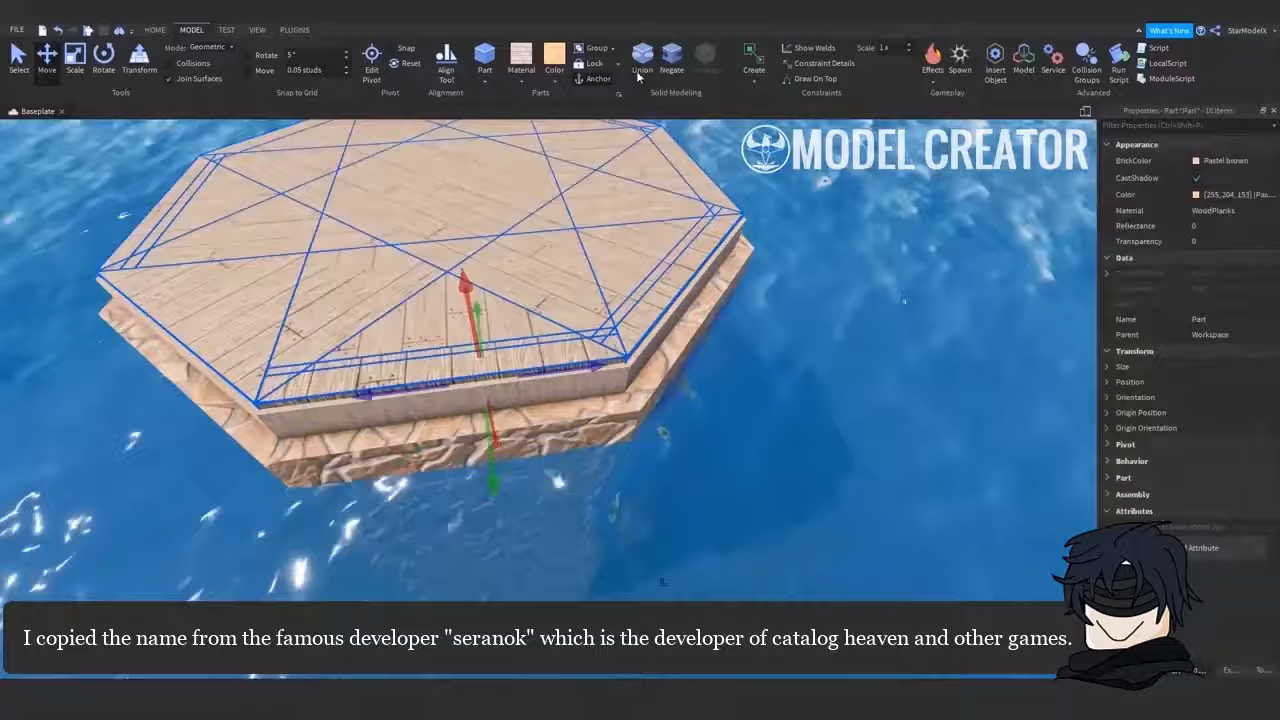 FILE HOME MODEL TEST VIEW PLUGINS What's New StarModelX
Mode: Geometric Collisions Join Surfaces
Select Move Scale Rotate Transform
Tools
Rotate 5°
Move 0.05 studs
Snap to Grid
Edit Pivot Snap Reset
Pivot
Align Tool
Alignment
Part Material Color Group Lock Anchor
Parts
Union Negate
Solid Modeling
Create Show Welds Scale 1x
Constraint Details
Draw On Top
Constraints
Effects Spawn
Gameplay
Insert Object Model Service Collision Groups Run Script
Script
LocalScript
ModuleScript
Advanced
Baseplate
Properties - Part "Part" - 10 items
Filter Properties (Ctrl+Shift+P)
MODEL CREATOR
Appearance
BrickColor Pastel brown
CastShadow
Color [255, 204, 153] (Pas...
Material WoodPlanks
Reflectance 0
Transparency 0
Data
Name Part
Parent Workspace
Transform
Size
Position
Orientation
Origin Position
Origin Orientation
Pivot
Behavior
Part
Assembly
Attributes
Attribute
I copied the name from the famous developer "seranok" which is the developer of catalog heaven and other games.
Ex... To...